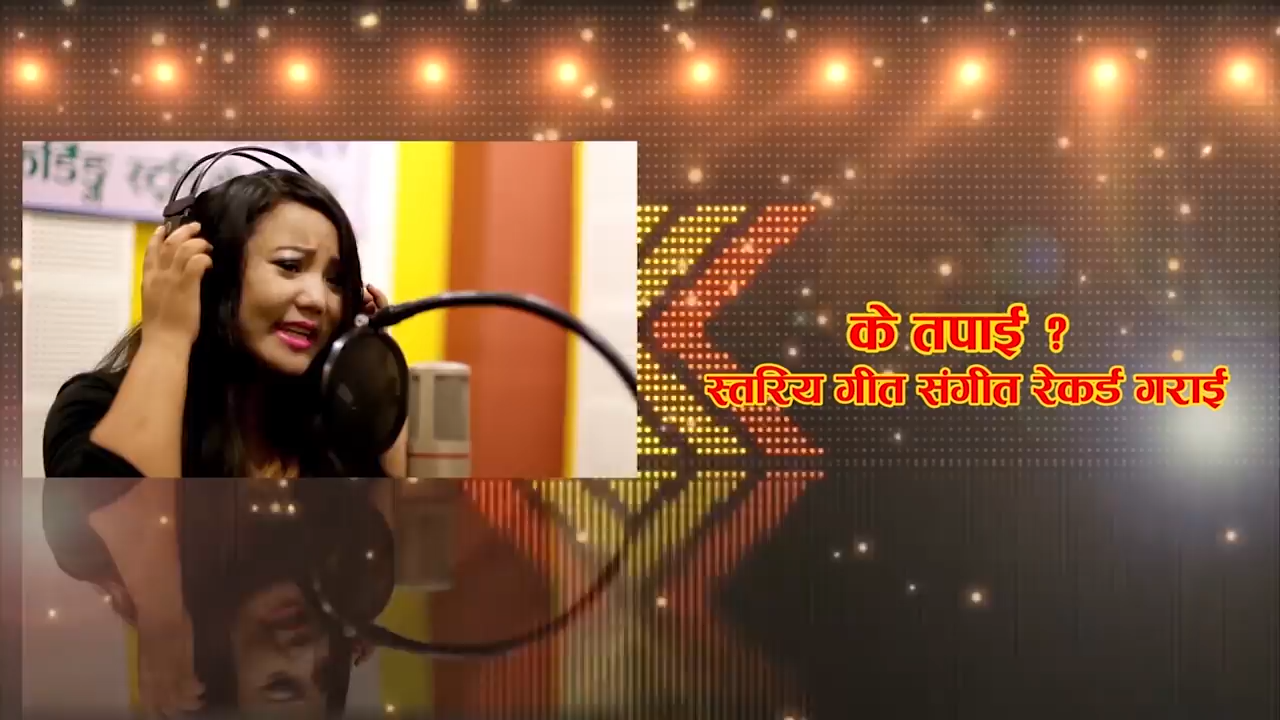 स्तरिय गीत संगीत रेकर्ड गराई
के तपाई ?